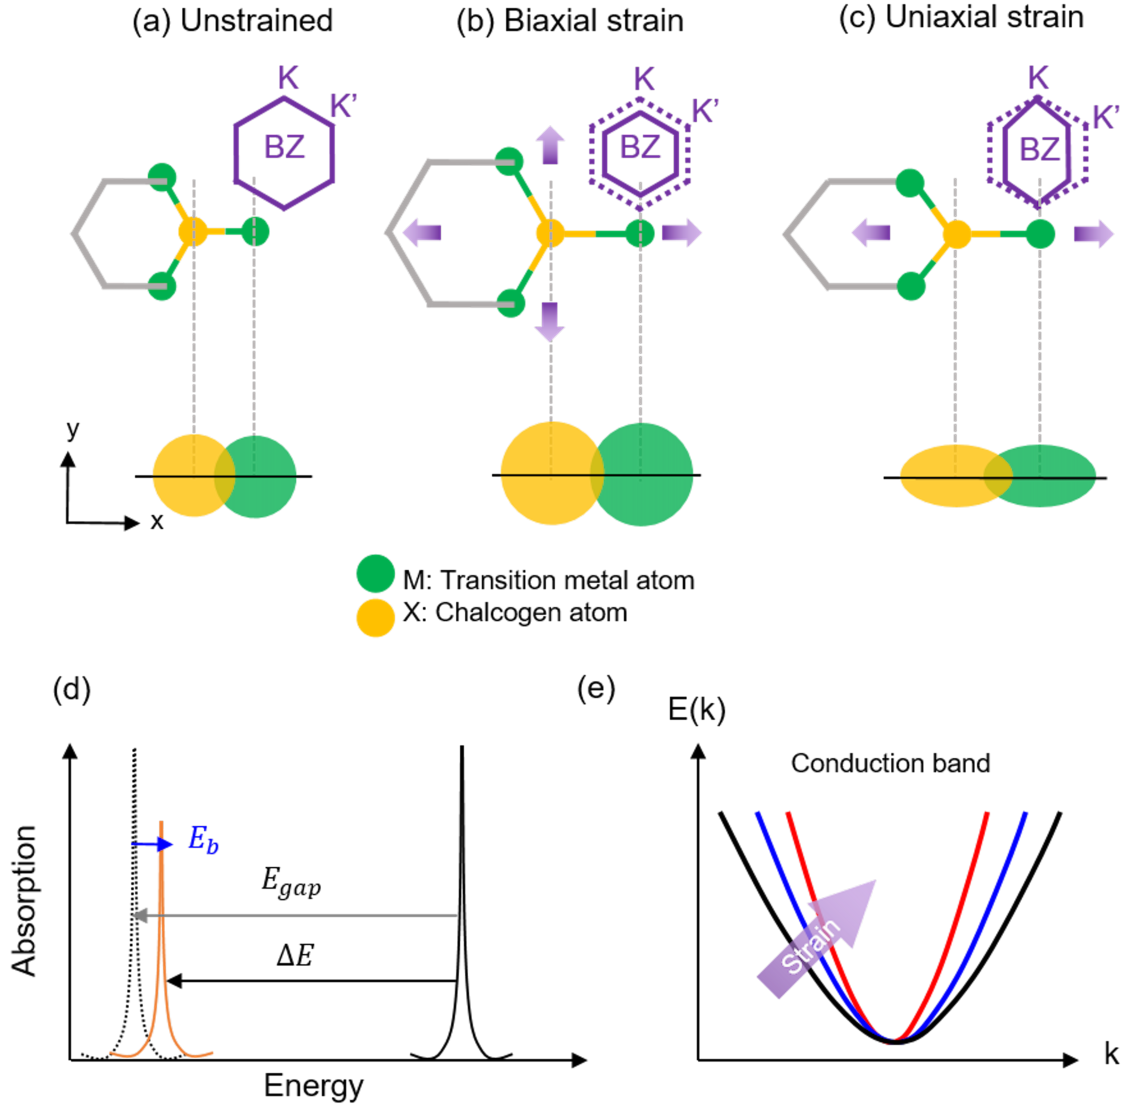 (a) Unstrained
(b) Biaxial strain
(c) Uniaxial strain
K
K'
BZ
K
K'
BZ
K
K'
BZ
y
x
M: Transition metal atom
X: Chalcogen atom
(d)
(e)
E(k)
Conduction band
Absorption
E_b
E_gap
ΔE
Strain
k
Energy